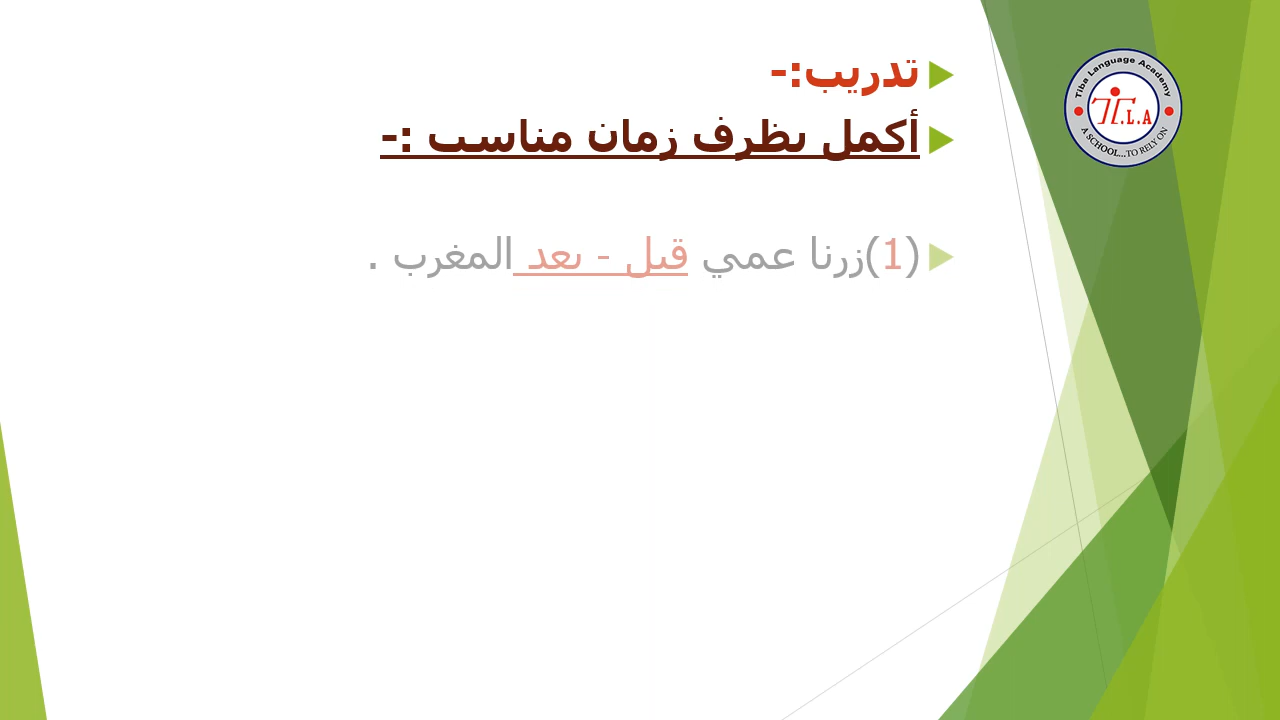 تدريب:-
أكمل بظرف زمان مناسب :-
(1)زرنا عمي قبل - بعد المغرب .
Tiba Language Academy
T.L.A
A SCHOOL...TO RELY ON